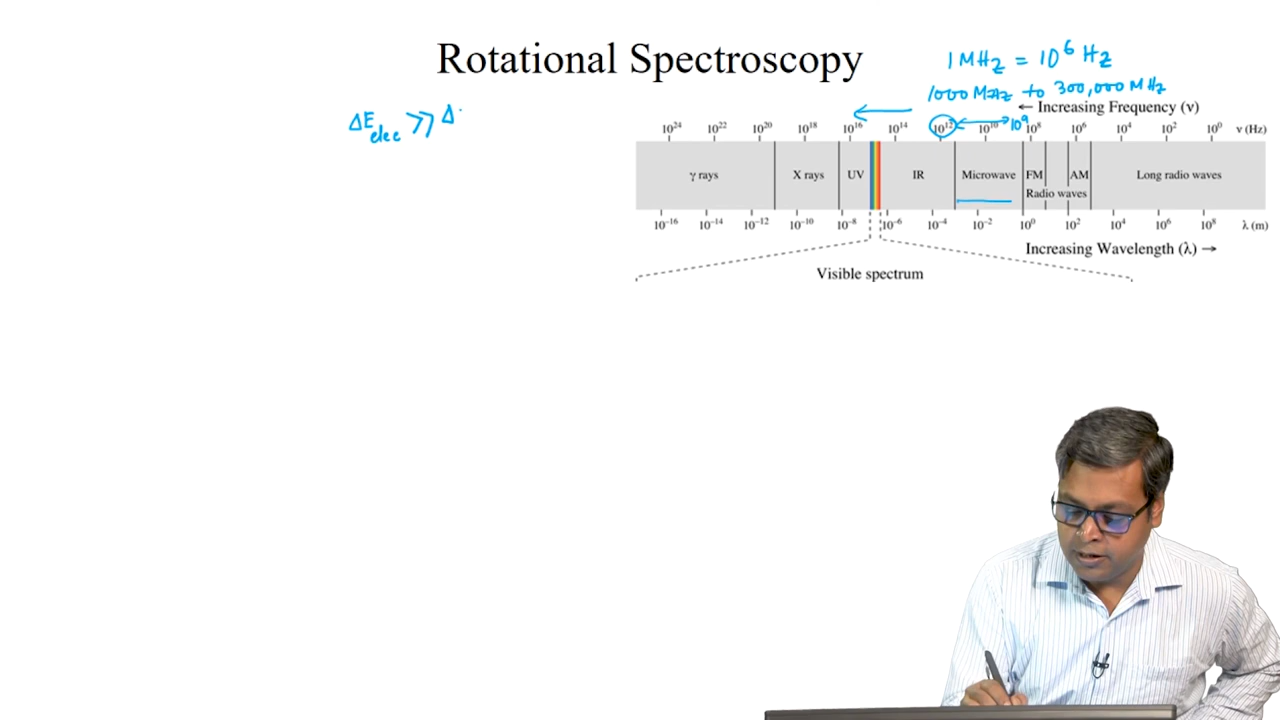 Rotational Spectroscopy
1 MHz = 10⁶ Hz
1000 MHz to 300,000 MHz
← Increasing Frequency (ν)
ΔE_elec ≫ Δ
10²⁴ 10²² 10²⁰ 10¹⁸ 10¹⁶ 10¹⁴ 10¹² 10¹⁰ 10⁹ 10⁸ 10⁶ 10⁴ 10² 10⁰ ν (Hz)
γ rays X rays UV IR Microwave FM AM Long radio waves
Radio waves
10⁻¹⁶ 10⁻¹⁴ 10⁻¹² 10⁻¹⁰ 10⁻⁸ 10⁻⁶ 10⁻⁴ 10⁻² 10⁰ 10² 10⁴ 10⁶ 10⁸ λ (m)
Increasing Wavelength (λ) →
Visible spectrum